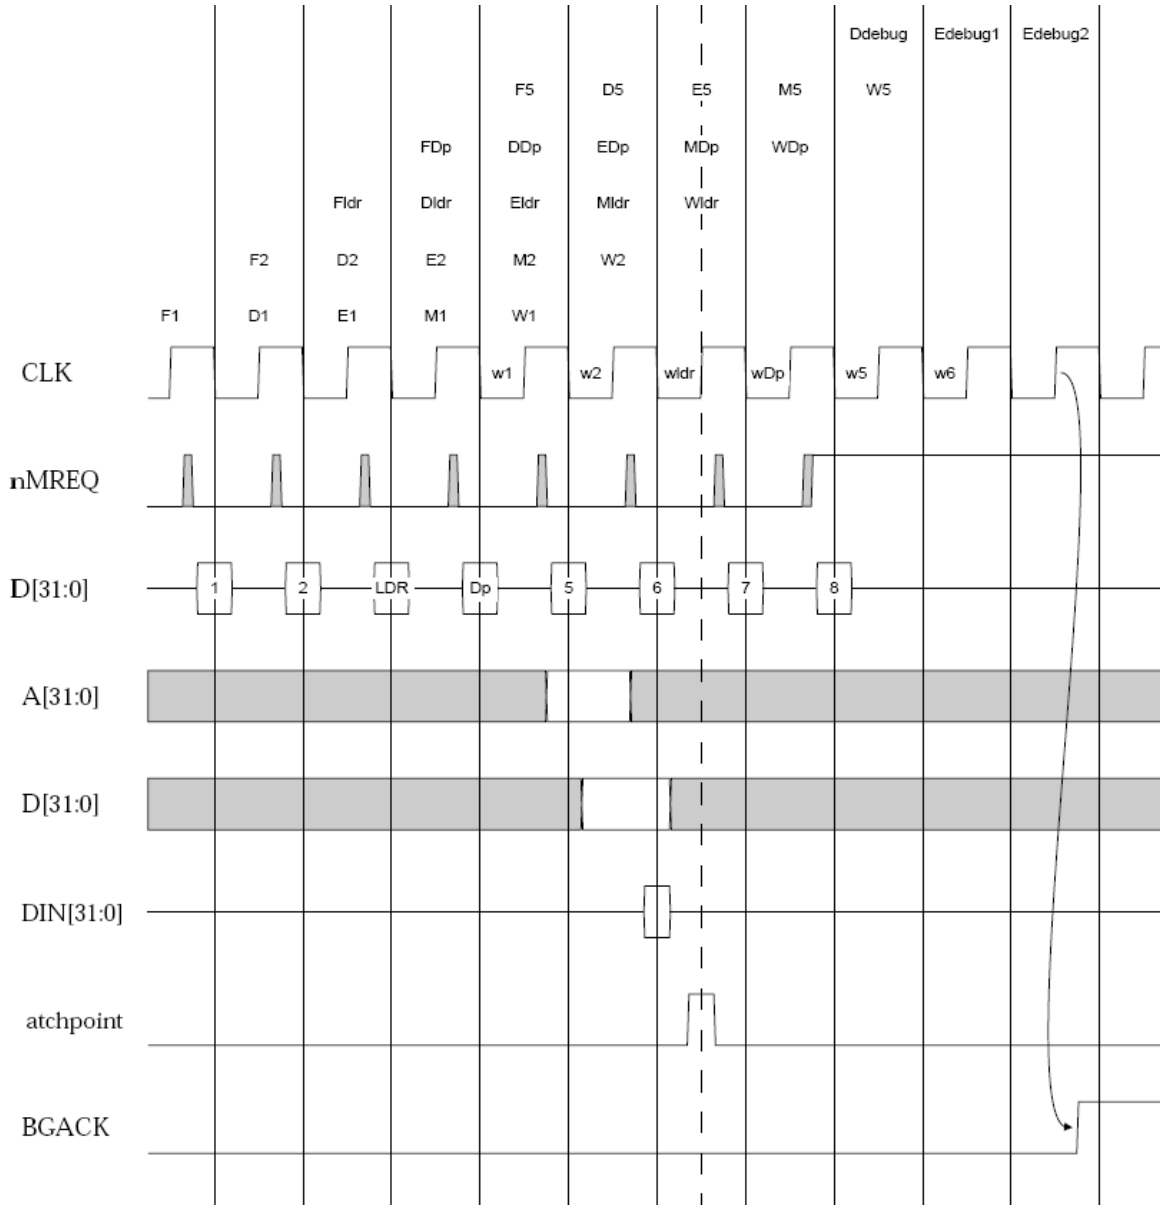 Ddebug Edebug1 Edebug2
F5 D5 E5 M5 W5
FDp DDp EDp MDp WDp
Fldr Dldr Eldr Mldr Wldr
F2 D2 E2 M2 W2
F1 D1 E1 M1 W1
CLK w1 w2 wldr wDp w5 w6
nMREQ
D[31:0] 1 2 LDR Dp 5 6 7 8
A[31:0]
D[31:0]
DIN[31:0]
atchpoint
BGACK